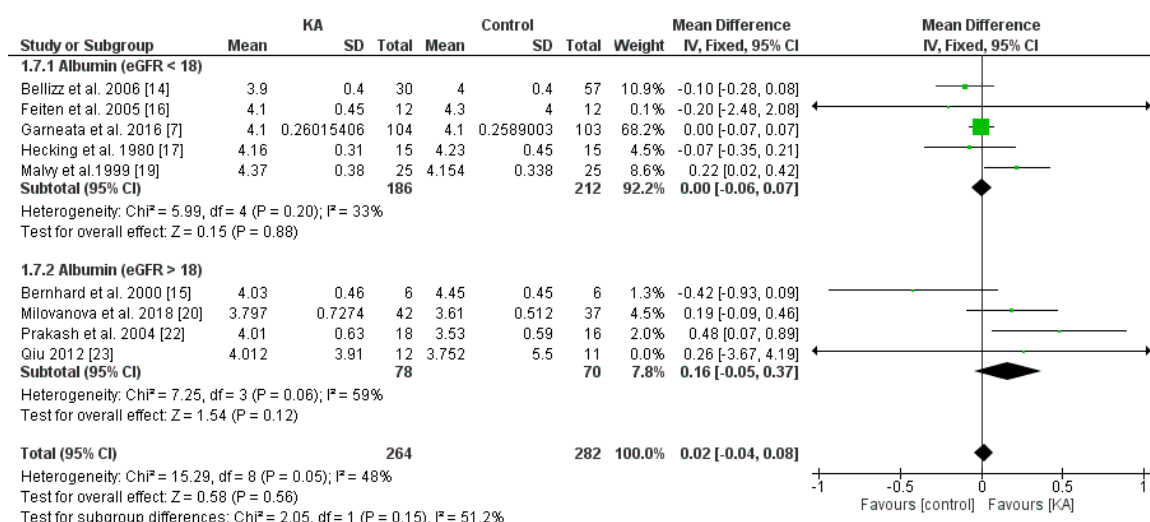 KA Control Mean Difference Mean Difference
Study or Subgroup Mean SD Total Mean SD Total Weight IV, Fixed, 95% CI IV, Fixed, 95% CI
1.7.1 Albumin (eGFR < 18)
Bellizz et al. 2006 [14] 3.9 0.4 30 4 0.4 57 10.9% -0.10 [-0.28, 0.08]
Feiten et al. 2005 [16] 4.1 0.45 12 4.3 4 12 0.1% -0.20 [-2.48, 2.08]
Garneata et al. 2016 [7] 4.1 0.26015406 104 4.1 0.2589003 103 68.2% 0.00 [-0.07, 0.07]
Hecking et al. 1980 [17] 4.16 0.31 15 4.23 0.45 15 4.5% -0.07 [-0.35, 0.21]
Malvy et al.1999 [19] 4.37 0.38 25 4.154 0.338 25 8.6% 0.22 [0.02, 0.42]
Subtotal (95% CI) 186 212 92.2% 0.00 [-0.06, 0.07]
Heterogeneity: Chi² = 5.99, df = 4 (P = 0.20); I² = 33%
Test for overall effect: Z = 0.15 (P = 0.88)
1.7.2 Albumin (eGFR > 18)
Bernhard et al. 2000 [15] 4.03 0.46 6 4.45 0.45 6 1.3% -0.42 [-0.93, 0.09]
Milovanova et al. 2018 [20] 3.797 0.7274 42 3.61 0.512 37 4.5% 0.19 [-0.09, 0.46]
Prakash et al. 2004 [22] 4.01 0.63 18 3.53 0.59 16 2.0% 0.48 [0.07, 0.89]
Qiu 2012 [23] 4.012 3.91 12 3.752 5.5 11 0.0% 0.26 [-3.67, 4.19]
Subtotal (95% CI) 78 70 7.8% 0.16 [-0.05, 0.37]
Heterogeneity: Chi² = 7.25, df = 3 (P = 0.06); I² = 59%
Test for overall effect: Z = 1.54 (P = 0.12)
Total (95% CI) 264 282 100.0% 0.02 [-0.04, 0.08]
Heterogeneity: Chi² = 15.29, df = 8 (P = 0.05); I² = 48%
Test for overall effect: Z = 0.58 (P = 0.56)
Test for subgroup differences: Chi² = 2.05, df = 1 (P = 0.15), I² = 51.2%
-1 -0.5 0 0.5 1
Favours [control] Favours [KA]